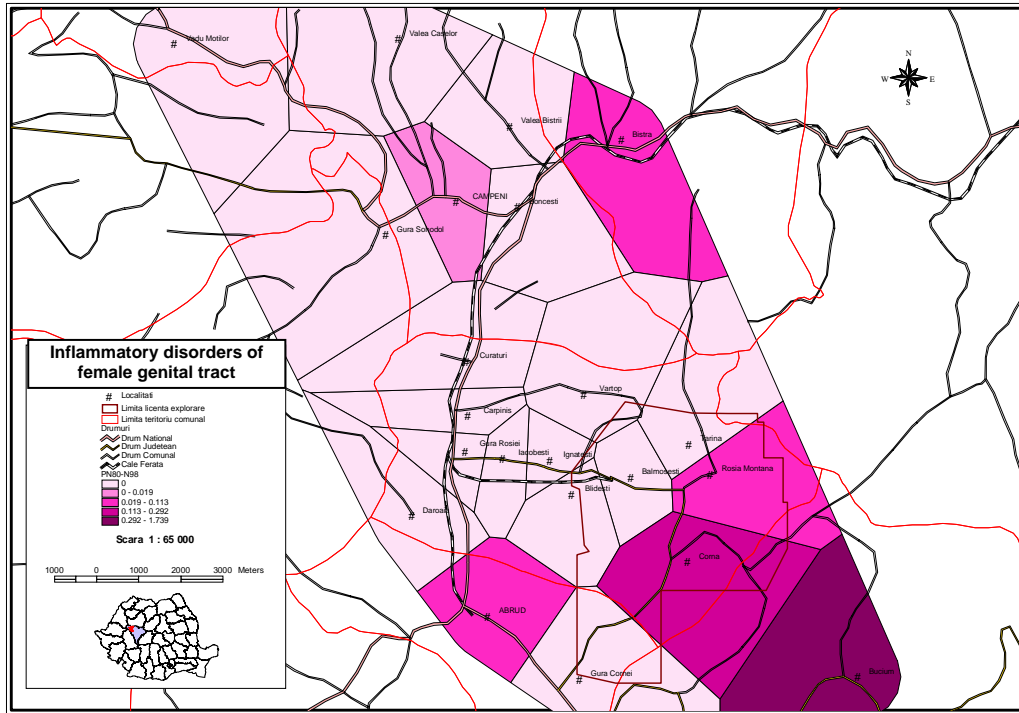 Vadu Motilor
Valea Caselor
N
W E
S
Valea Bistrii
Bistra
CAMPENI
Boncesti
Gura Sohodol
Curaturi
Vartop
Carpinis
Tarina
Gura Rosiei
Iacobesti
Ignatesti
Balmosesti
Rosia Montana
Blidesti
Daroaia
Corna
ABRUD
Gura Cornei
Bucium
Inflammatory disorders of
female genital tract
# Localitati
Limita licenta explorare
Limita teritoriu comunal
Drumuri
Drum National
Drum Judetean
Drum Comunal
Cale Ferata
PN80-N98
0
0 - 0.019
0.019 - 0.113
0.113 - 0.292
0.292 - 1.739
Scara 1 : 65 000
1000 0 1000 2000 3000 Meters